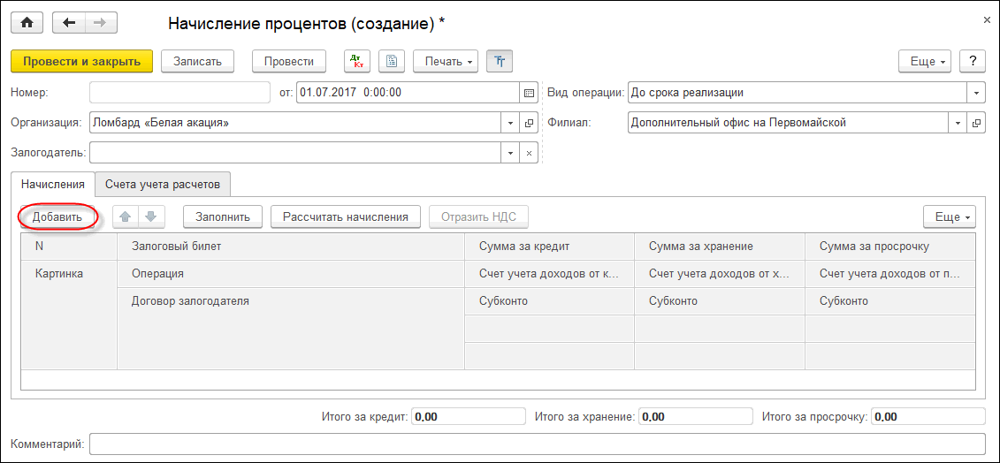 Начисление процентов (создание) *
Провести и закрыть Записать Провести Дт Кт Печать Еще ?
Номер: от: 01.07.2017 0:00:00 Вид операции: До срока реализации
Организация: Ломбард «Белая акация» Филиал: Дополнительный офис на Первомайской
Залогодатель:
Начисления Счета учета расчетов
Добавить Заполнить Рассчитать начисления Отразить НДС Еще
N Залоговый билет Сумма за кредит Сумма за хранение Сумма за просрочку
Картинка Операция Счет учета доходов от к... Счет учета доходов от х... Счет учета доходов от п...
Договор залогодателя Субконто Субконто Субконто
Итого за кредит: 0,00 Итого за хранение: 0,00 Итого за просрочку: 0,00
Комментарий: